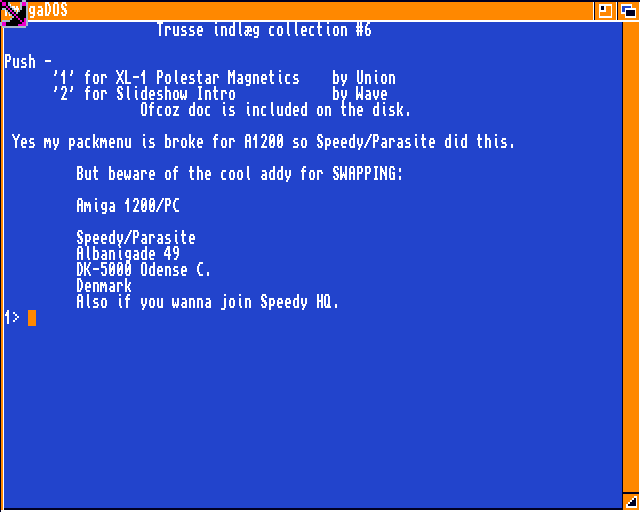 gaDOS
Trusse indlæg collection #6
Push -
'1' for XL-1 Polestar Magnetics by Union
'2' for Slideshow Intro by Wave
Ofcoz doc is included on the disk.
Yes my packmenu is broke for A1200 so Speedy/Parasite did this.
But beware of the cool addy for SWAPPING:
Amiga 1200/PC
Speedy/Parasite
Albanigade 49
DK-5000 Odense C.
Denmark
Also if you wanna join Speedy HQ.
1>